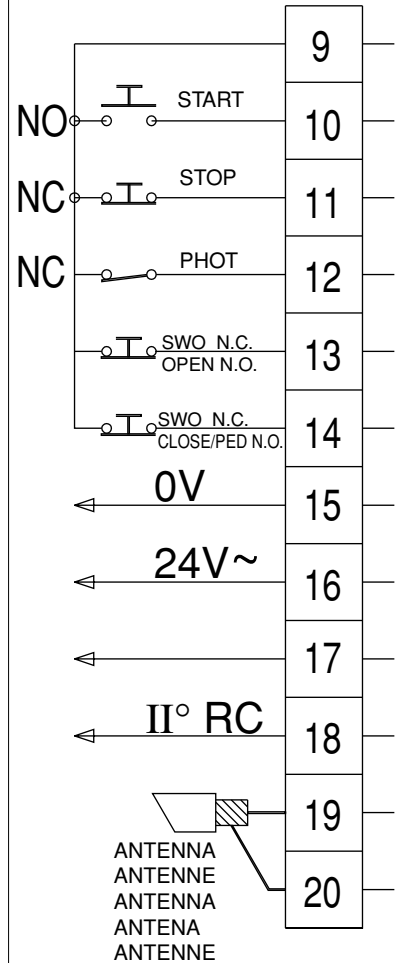 9
NO START 10
NC STOP 11
NC PHOT 12
SWO N.C.
OPEN N.O. 13
SWO N.C.
CLOSE/PED N.O. 14
0V 15
24V~ 16
17
II° RC 18
19
ANTENNA
ANTENNE 20
ANTENNA
ANTENA
ANTENNE